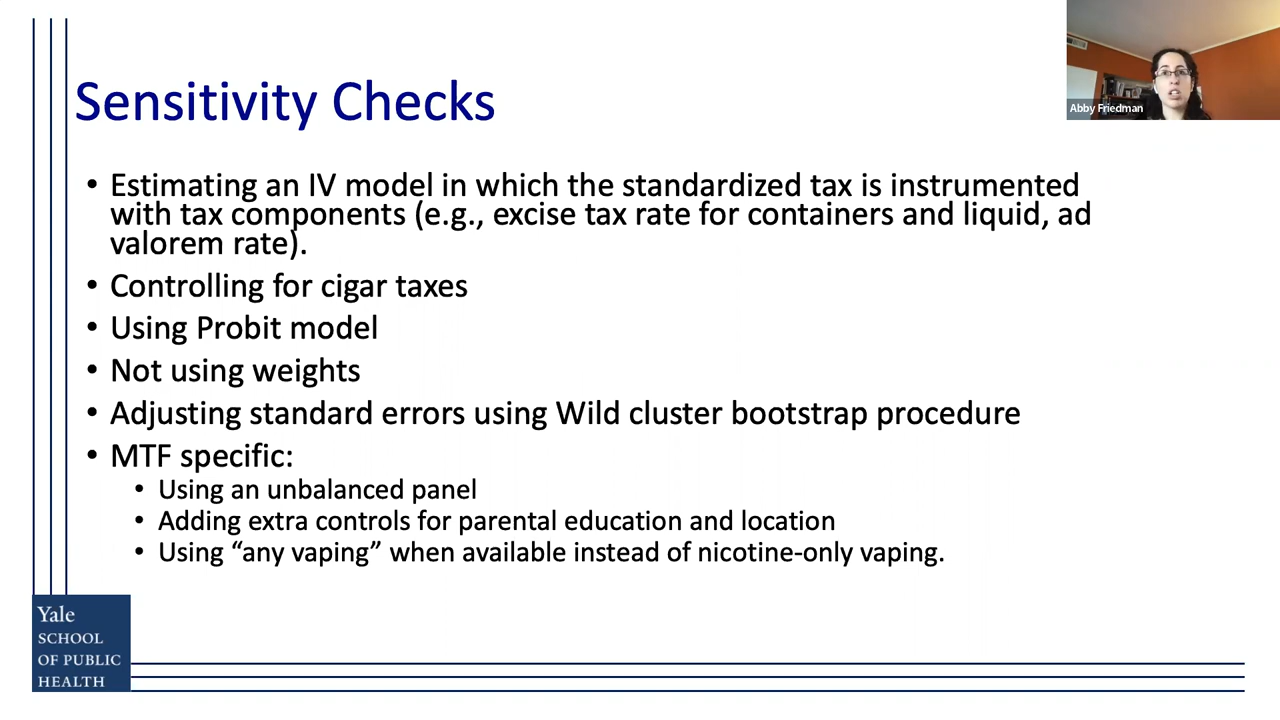 Sensitivity Checks
Abby Friedman
• Estimating an IV model in which the standardized tax is instrumented
with tax components (e.g., excise tax rate for containers and liquid, ad
valorem rate).
• Controlling for cigar taxes
• Using Probit model
• Not using weights
• Adjusting standard errors using Wild cluster bootstrap procedure
• MTF specific:
• Using an unbalanced panel
• Adding extra controls for parental education and location
• Using “any vaping” when available instead of nicotine-only vaping.
Yale
SCHOOL
OF PUBLIC
HEALTH